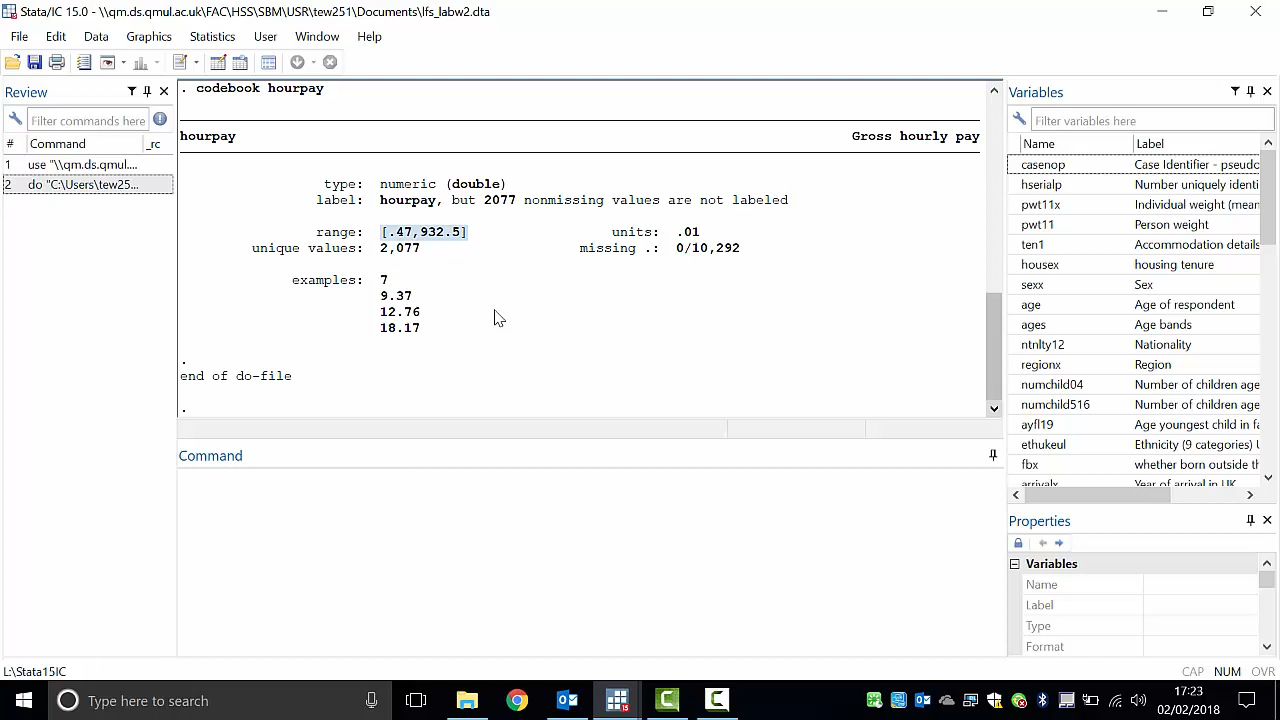 Stata/IC 15.0 - \\qm.ds.qmul.ac.uk\FAC\HSS\SBM\USR\tew251\Documents\lfs_labw2.dta
File Edit Data Graphics Statistics User Window Help
Review
Filter commands here
# Command _rc
1 use "\\qm.ds.qmul....
2 do "C:\Users\tew25...
. codebook hourpay
hourpay Gross hourly pay
type: numeric (double)
label: hourpay, but 2077 nonmissing values are not labeled
range: [.47,932.5] units: .01
unique values: 2,077 missing .: 0/10,292
examples: 7
9.37
12.76
18.17
.
end of do-file
.
Command
Variables
Filter variables here
Name Label
casenop Case Identifier - pseudo
hserialp Number uniquely identi
pwt11x Individual weight (mean
pwt11 Person weight
ten1 Accommodation details
housex housing tenure
sexx Sex
age Age of respondent
ages Age bands
ntnlty12 Nationality
regionx Region
numchild04 Number of children age
numchild516 Number of children age
ayfl19 Age youngest child in fa
ethukeul Ethnicity (9 categories) U
fbx whether born outside th
arrivalx Year of arrival in UK
Properties
Variables
Name
Label
Type
Format
L:\Stata15IC CAP NUM OVR
Type here to search
17:23
02/02/2018